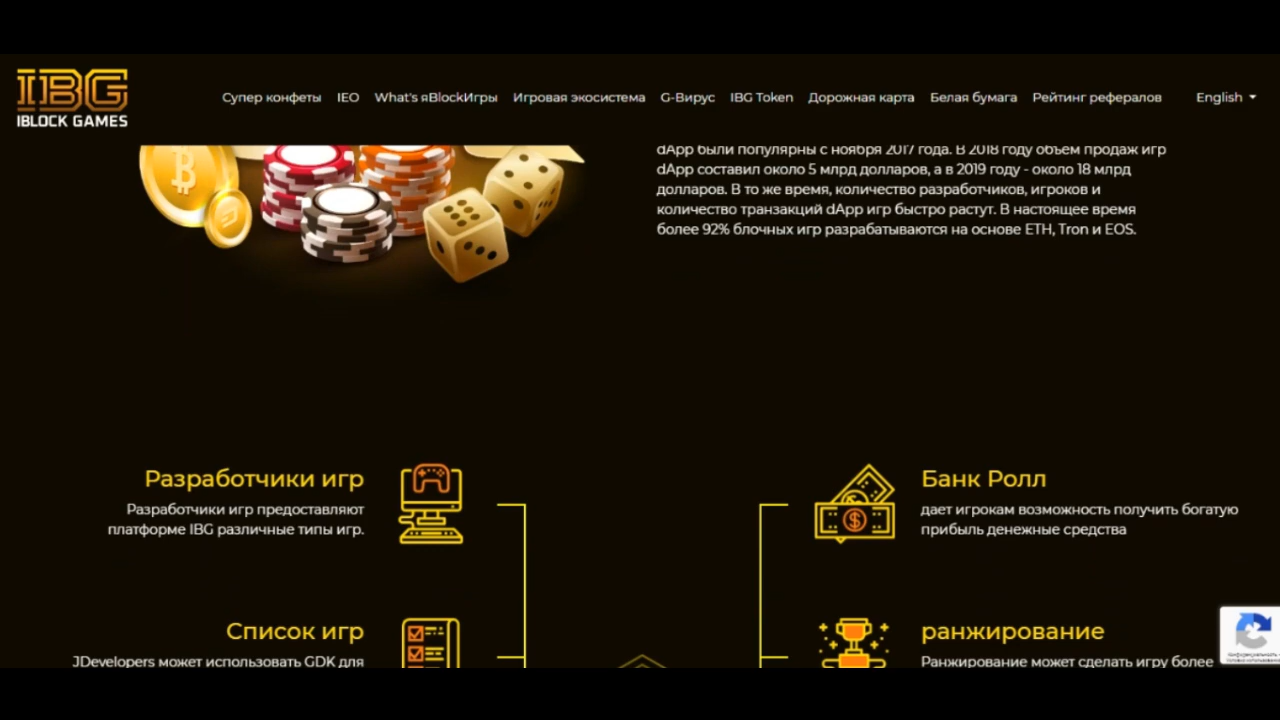 IBG
IBLOCK GAMES
Супер конфеты IEO What's яBlockИгры Игровая экосистема G-Вирус IBG Token Дорожная карта Белая бумага Рейтинг рефералов English
dApp были популярны с ноября 2017 года. В 2018 году объем продаж игр
dApp составил около 5 млрд долларов, а в 2019 году - около 18 млрд
долларов. В то же время, количество разработчиков, игроков и
количество транзакций dApp игр быстро растут. В настоящее время
более 92% блочных игр разрабатываются на основе ETH, Tron и EOS.
Разработчики игр
Разработчики игр предоставляют
платформе IBG различные типы игр.
Банк Ролл
дает игрокам возможность получить богатую
прибыль денежные средства
Список игр
JDevelopers может использовать GDK для
ранжирование
Ранжирование может сделать игру более